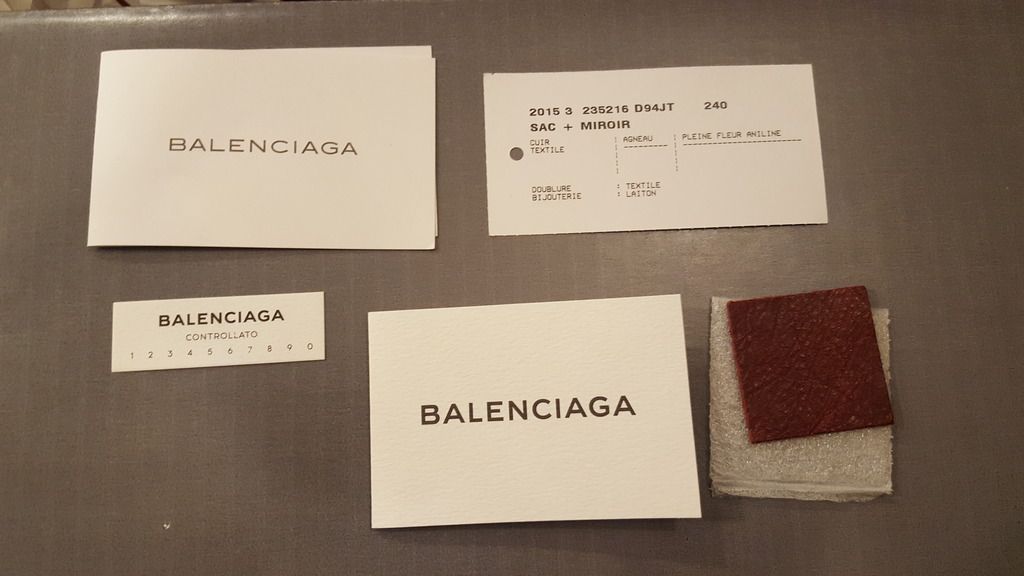 BALENCIAGA
2015 3 235216 D94JT 240
SAC + MIROIR
CUIR : AGNEAU : PLEINE FLEUR ANILINE
TEXTILE
DOUBLURE : TEXTILE
BIJOUTERIE : LAITON
BALENCIAGA
CONTROLLATO
1 2 3 4 5 6 7 8 9 0
BALENCIAGA